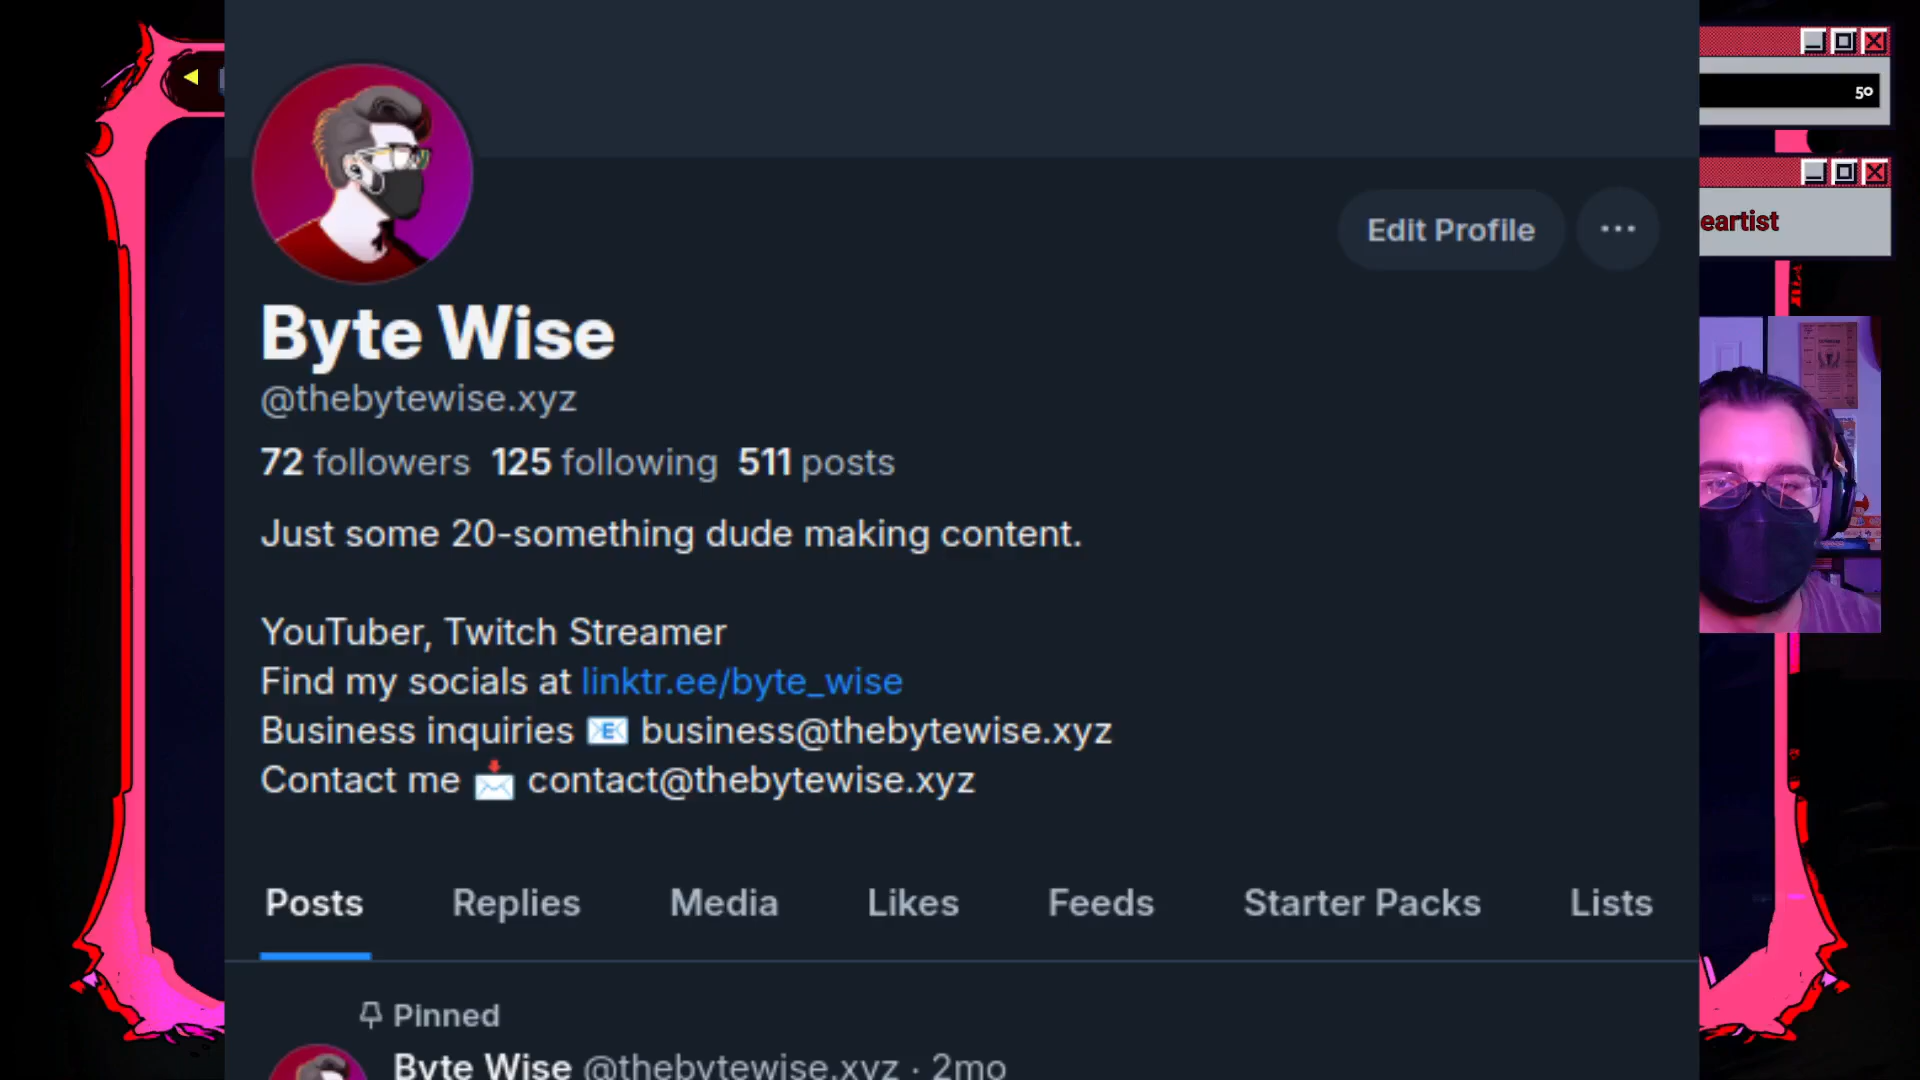 50
eartist
Edit Profile
Byte Wise
@thebytewise.xyz
72 followers 125 following 511 posts
Just some 20-something dude making content.
YouTuber, Twitch Streamer
Find my socials at linktr.ee/byte_wise
Business inquiries 📧 business@thebytewise.xyz
Contact me 📩 contact@thebytewise.xyz
Posts Replies Media Likes Feeds Starter Packs Lists
Pinned
Byte Wise @thebytewise.xyz · 2mo